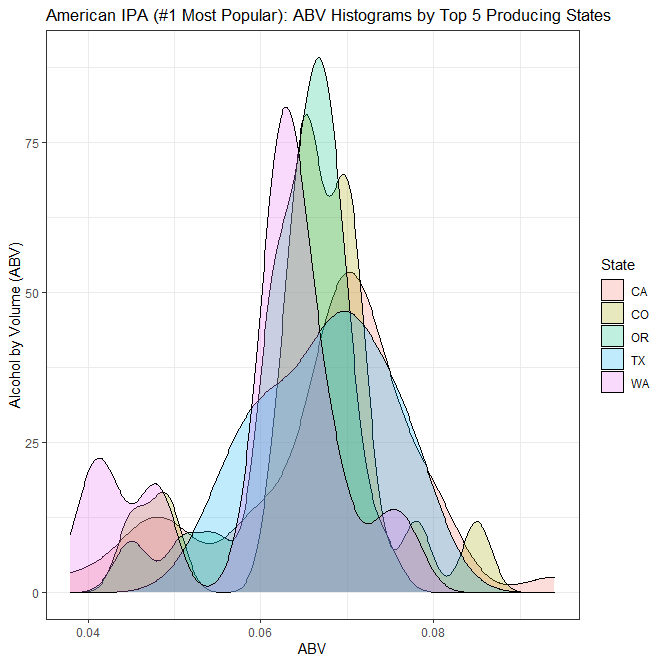 American IPA (#1 Most Popular): ABV Histograms by Top 5 Producing States
Alcohol by Volume (ABV)
75
50
25
0
0.04
0.06
0.08
ABV
State
CA
CO
OR
TX
WA